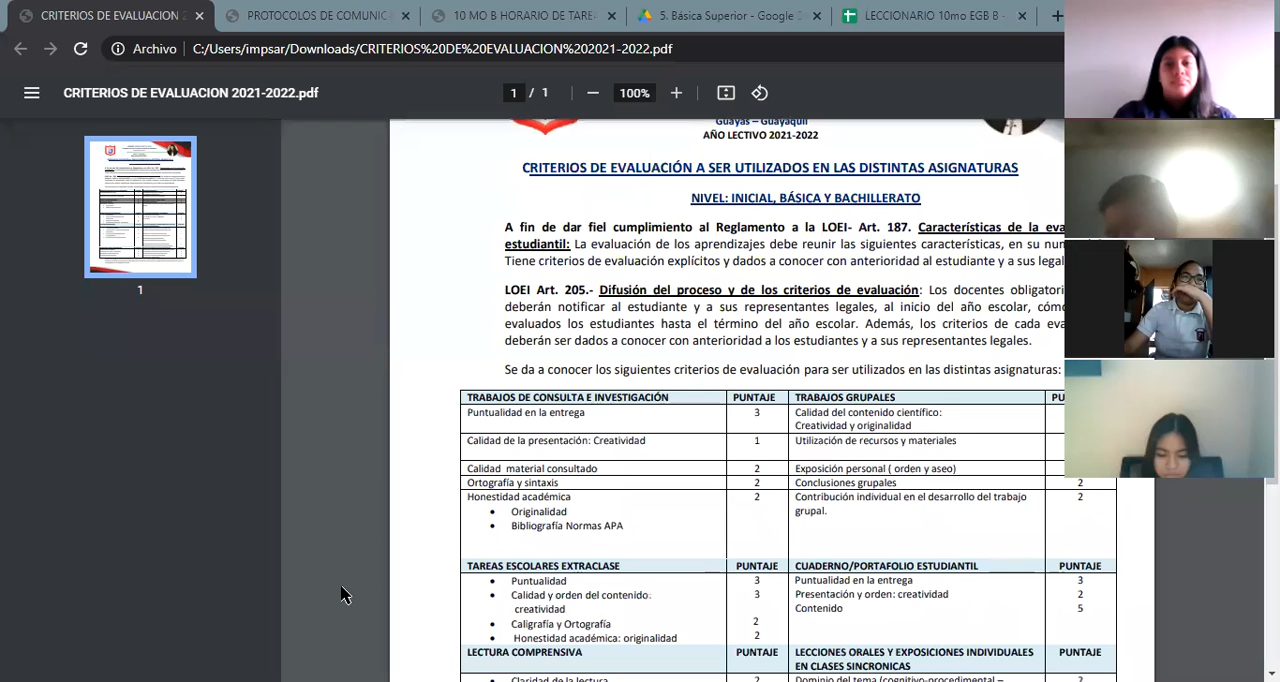 CRITERIOS DE EVALUACION 2
PROTOCOLOS DE COMUNIC
10 MO B HORARIO DE TARE
5. Básica Superior - Google
LECCIONARIO 10mo EGB B -
Archivo
C:/Users/impsar/Downloads/CRITERIOS%20DE%20EVALUACION%202021-2022.pdf
CRITERIOS DE EVALUACION 2021-2022.pdf
1 / 1
100%
1
Guayas – Guayaquil
AÑO LECTIVO 2021-2022
CRITERIOS DE EVALUACIÓN A SER UTILIZADOS EN LAS DISTINTAS ASIGNATURAS
NIVEL: INICIAL, BÁSICA Y BACHILLERATO
A fin de dar fiel cumplimiento al Reglamento a la LOEI- Art. 187. Características de la eva
estudiantil: La evaluación de los aprendizajes debe reunir las siguientes características, en su nun
Tiene criterios de evaluación explícitos y dados a conocer con anterioridad al estudiante y a sus legal
LOEI Art. 205.- Difusión del proceso y de los criterios de evaluación: Los docentes obligatori
deberán notificar al estudiante y a sus representantes legales, al inicio del año escolar, cómo
evaluados los estudiantes hasta el término del año escolar. Además, los criterios de cada eva
deberán ser dados a conocer con anterioridad a los estudiantes y a sus representantes legales.
Se da a conocer los siguientes criterios de evaluación para ser utilizados en las distintas asignaturas:
TRABAJOS DE CONSULTA E INVESTIGACIÓN PUNTAJE TRABAJOS GRUPALES PU
Puntualidad en la entrega 3 Calidad del contenido científico:
Creatividad y originalidad
Calidad de la presentación: Creatividad 1 Utilización de recursos y materiales
Calidad material consultado 2 Exposición personal ( orden y aseo)
Ortografía y sintaxis 2 Conclusiones grupales 2
Honestidad académica 2 Contribución individual en el desarrollo del trabajo 2
• Originalidad grupal.
• Bibliografía Normas APA
TAREAS ESCOLARES EXTRACLASE PUNTAJE CUADERNO/PORTAFOLIO ESTUDIANTIL PUNTAJE
• Puntualidad 3 Puntualidad en la entrega 3
• Calidad y orden del contenido: 3 Presentación y orden: creatividad 2
creatividad Contenido 5
• Caligrafía y Ortografía 2
• Honestidad académica: originalidad 2
LECTURA COMPRENSIVA PUNTAJE LECCIONES ORALES Y EXPOSICIONES INDIVIDUALES PUNTAJE
EN CLASES SINCRONICAS
• Claridad de la lectura 2 Dominio del tema (cognitivo-procedimental – 2